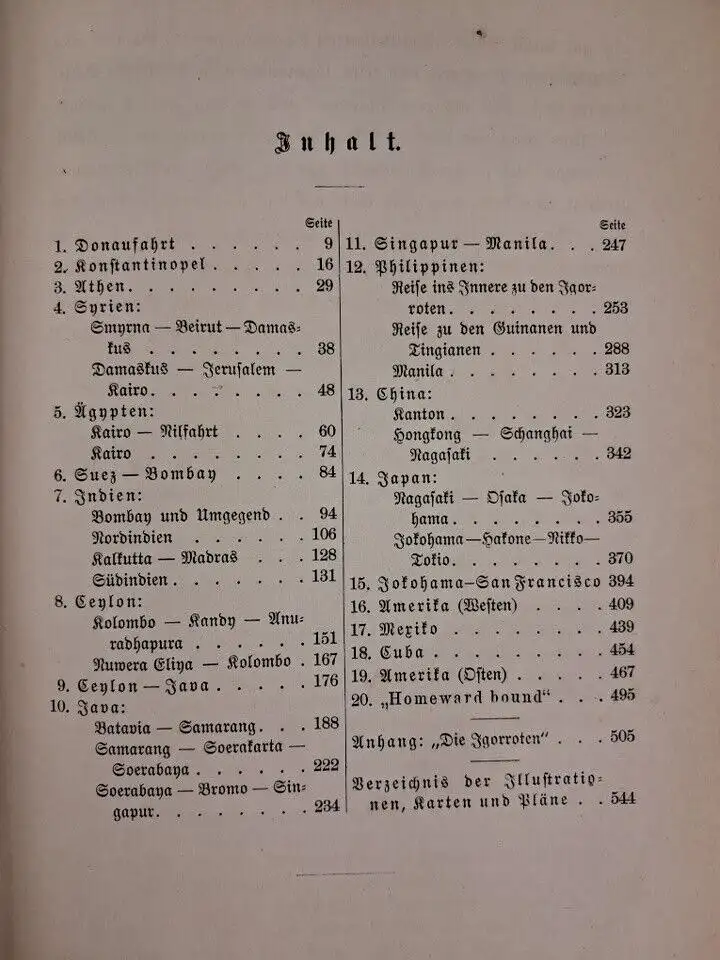 Inhalt.
Seite
1. Donaufahrt . . . . . . 9
2. Konstantinopel . . . . . 16
3. Athen. . . . . . . . 29
4. Syrien:
Smyrna — Beirut — Damas-
kus . . . . . . . 38
Damaskus — Jerusalem —
Kairo. . . . . . . . 48
5. Ägypten:
Kairo — Nilfahrt . . . . 60
Kairo . . . . . . . 74
6. Suez — Bombay . . . . 84
7. Indien:
Bombay und Umgegend . . 94
Nordindien . . . . . 106
Kalkutta — Madras . . . 128
Südindien . . . . . . 131
8. Ceylon:
Kolombo — Kandy — Anu-
radhapura . . . . . 151
Nuwera Eliya — Kolombo . 167
9. Ceylon — Java . . . . . 176
10. Java:
Batavia — Samarang. . . 188
Samarang — Soerakarta —
Soerabaya . . . . . 222
Soerabaya — Bromo — Sin-
gapur. . . . . . . 234
Seite
11. Singapur — Manila. . . 247
12. Philippinen:
Reise ins Innere zu den Igor-
roten. . . . . . . 253
Reise zu den Guinanen und
Tingianen . . . . . 288
Manila . . . . . . . 313
13. China:
Kanton . . . . . . . 323
Hongkong — Schanghai —
Nagasaki . . . . . 342
14. Japan:
Nagasaki — Osaka — Joko-
hama. . . . . . . 355
Jokohama—Hakone—Nikko—
Tokio. . . . . . . 370
15. Jokohama—San Francisco 394
16. Amerika (Westen) . . . . 409
17. Mexiko . . . . . . . 439
18. Cuba . . . . . . . . 454
19. Amerika (Osten) . . . . 467
20. „Homeward bound“ . . . 495
Anhang: „Die Igorroten“ . . . 505
Verzeichnis der Illustratio-
nen, Karten und Pläne . . 544